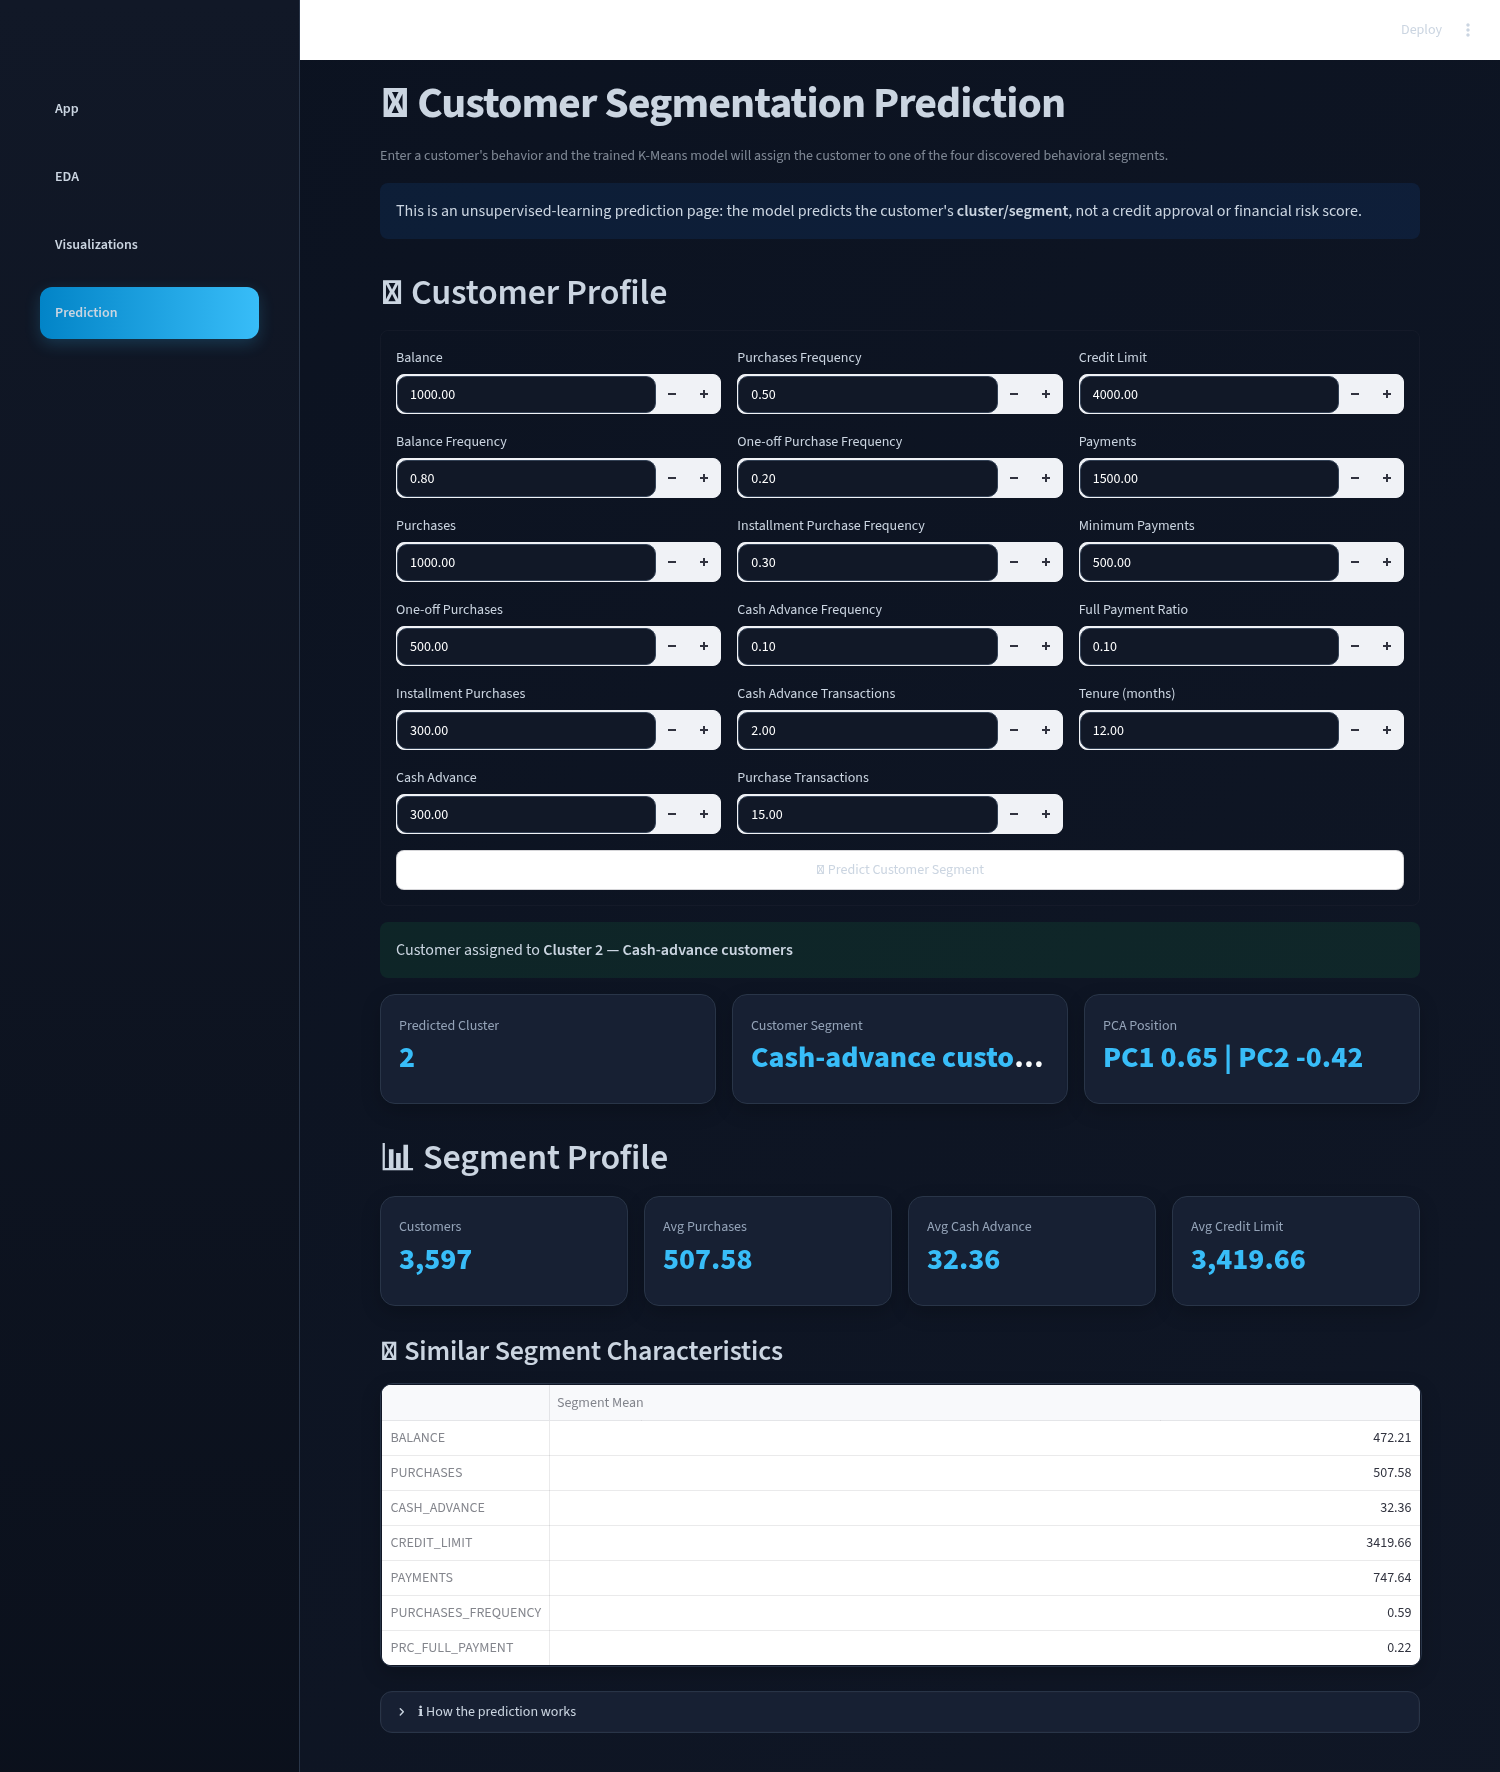 Deploy
App
EDA
Visualizations
Prediction
Customer Segmentation Prediction
Enter a customer's behavior and the trained K-Means model will assign the customer to one of the four discovered behavioral segments.
This is an unsupervised-learning prediction page: the model predicts the customer's cluster/segment, not a credit approval or financial risk score.
Customer Profile
Balance
1000.00
Balance Frequency
0.80
Purchases
1000.00
One-off Purchases
500.00
Installment Purchases
300.00
Cash Advance
300.00
Purchases Frequency
0.50
One-off Purchase Frequency
0.20
Installment Purchase Frequency
0.30
Cash Advance Frequency
0.10
Cash Advance Transactions
2.00
Purchase Transactions
15.00
Credit Limit
4000.00
Payments
1500.00
Minimum Payments
500.00
Full Payment Ratio
0.10
Tenure (months)
12.00
Predict Customer Segment
Customer assigned to Cluster 2 — Cash-advance customers
Predicted Cluster
2
Customer Segment
Cash-advance custo...
PCA Position
PC1 0.65 | PC2 -0.42
📊 Segment Profile
Customers
3,597
Avg Purchases
507.58
Avg Cash Advance
32.36
Avg Credit Limit
3,419.66
Similar Segment Characteristics
Segment Mean
BALANCE 472.21
PURCHASES 507.58
CASH_ADVANCE 32.36
CREDIT_LIMIT 3419.66
PAYMENTS 747.64
PURCHASES_FREQUENCY 0.59
PRC_FULL_PAYMENT 0.22
ℹ How the prediction works